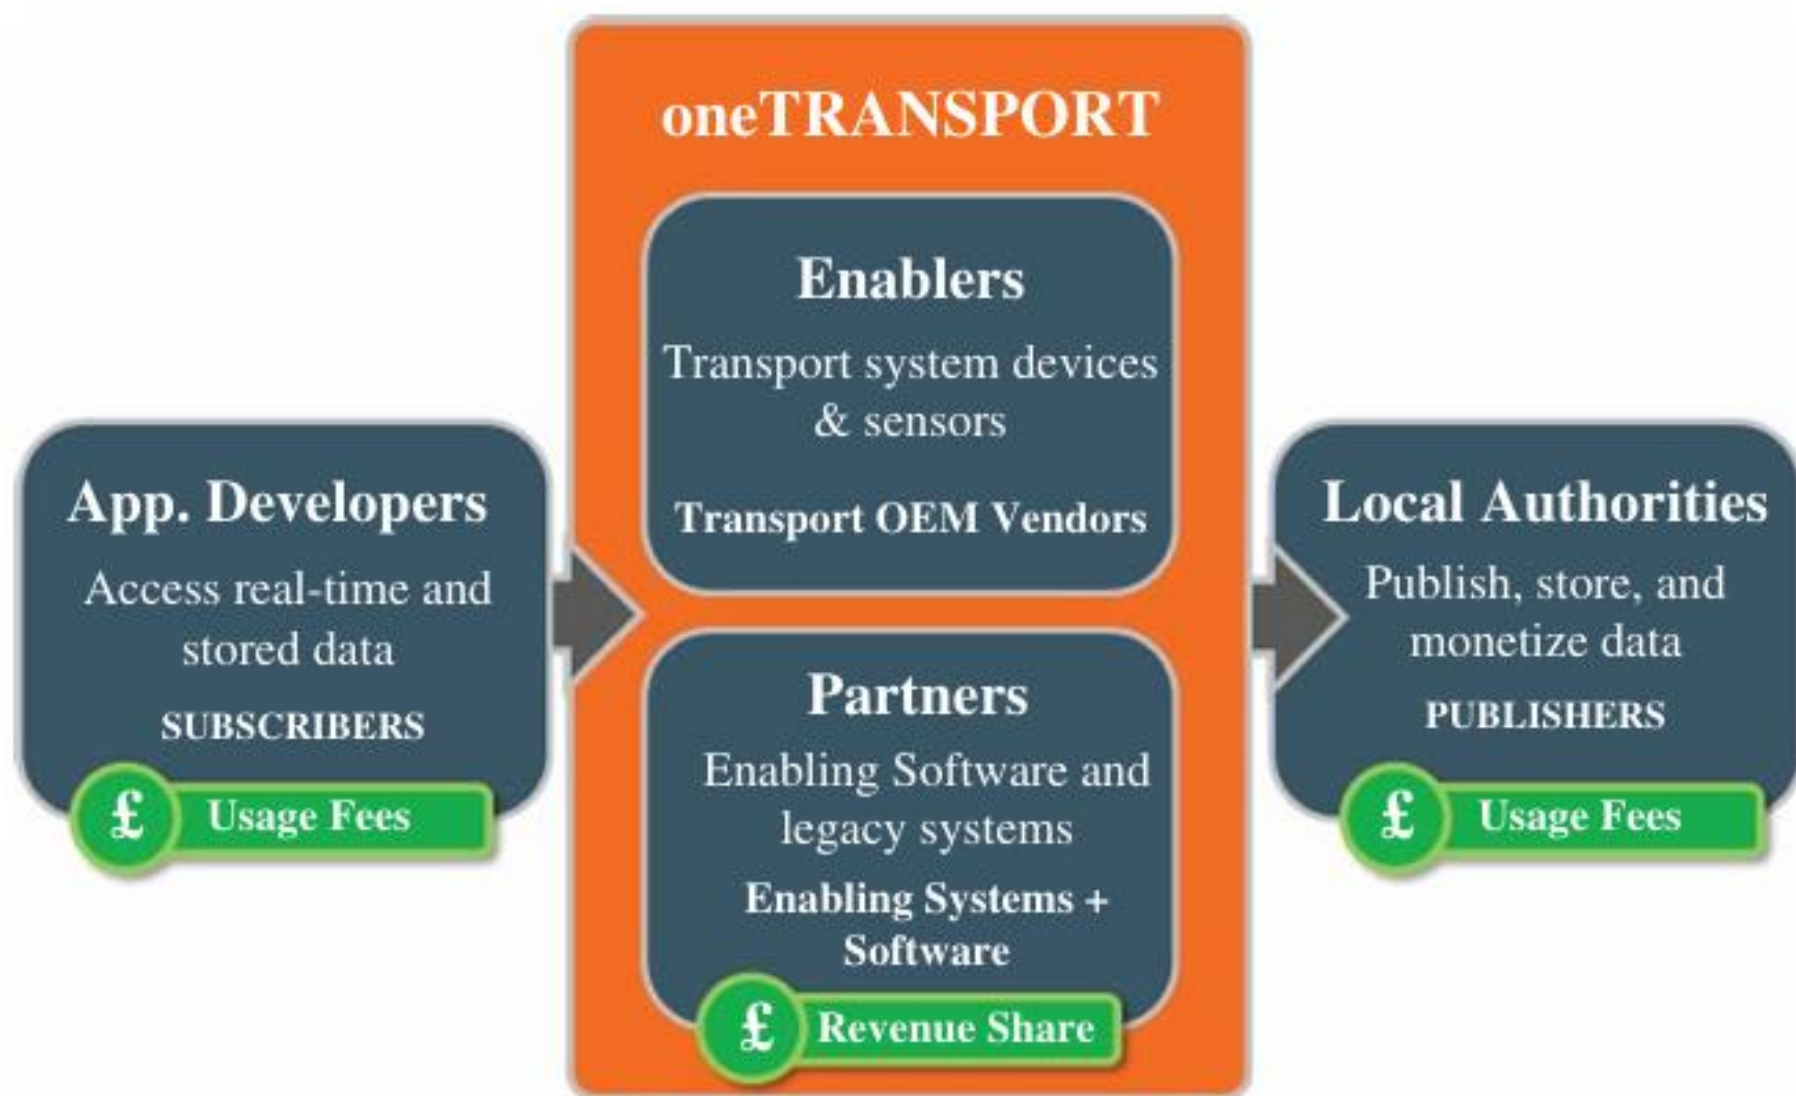 oneTRANSPORT
Enablers
Transport system devices
& sensors
Transport OEM Vendors
App. Developers
Access real-time and
stored data
SUBSCRIBERS
£ Usage Fees
Partners
Enabling Software and
legacy systems
Enabling Systems +
Software
£ Revenue Share
Local Authorities
Publish, store, and
monetize data
PUBLISHERS
£ Usage Fees